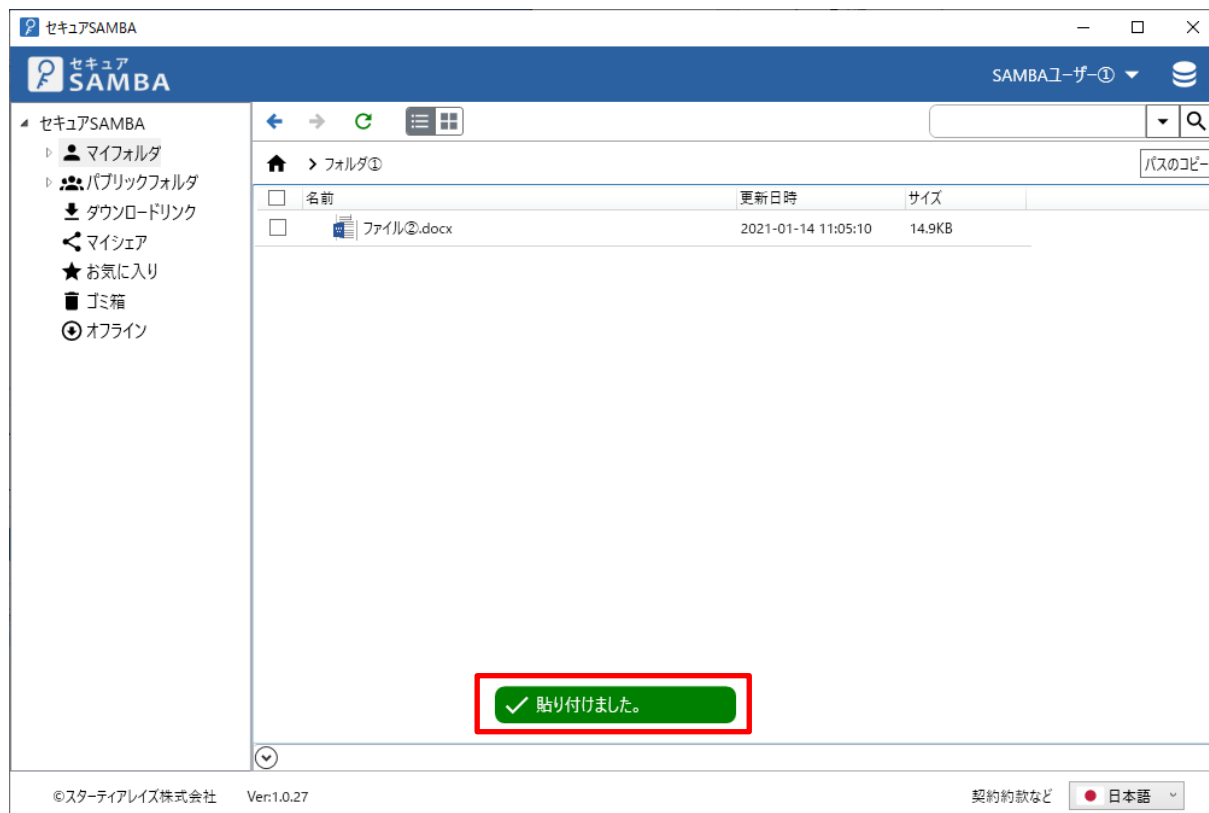 セキュアSAMBA
セキュア
SAMBA
SAMBAユーザー①
セキュアSAMBA
マイフォルダ
パブリックフォルダ
ダウンロードリンク
マイシェア
お気に入り
ゴミ箱
オフライン
フォルダ①
パスのコピー
名前 更新日時 サイズ
ファイル②.docx 2021-01-14 11:05:10 14.9KB
貼り付けました。
©スターティアレイズ株式会社 Ver:1.0.27 契約約款など 日本語